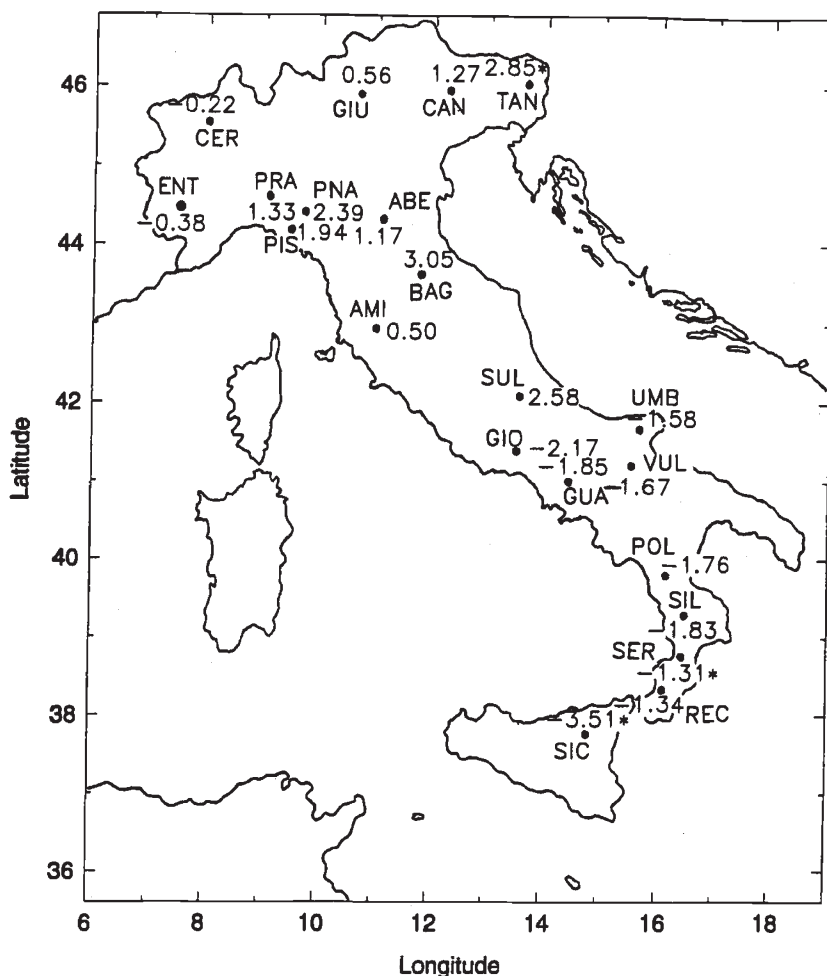 46
44
42
40
38
36
Latitude
6
8
10
12
14
16
18
Longitude
0.56
GIU
1.27
CAN
2.85*
TAN
−0.22
CER
ENT
−0.38
PRA
1.33
PNA
2.39
PIS
1.94
ABE
1.17
3.05
BAG
AMI
0.50
SUL
2.58
UMB
−1.58
GIO
−2.17
−1.85
GUA
VUL
−1.67
POL
−1.76
SIL
−1.83
SER
−1.31*
−1.34
REC
−3.51*
SIC